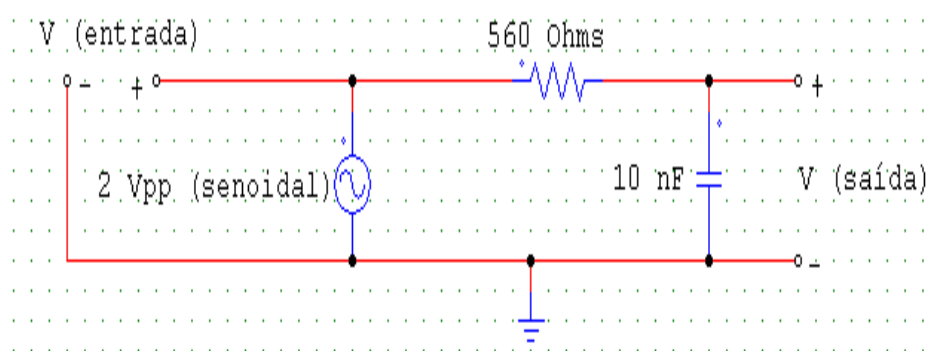 V (entrada)
560 Ohms
- +
+
2 Vpp (senoidal)
10 nF
V (saída)
-